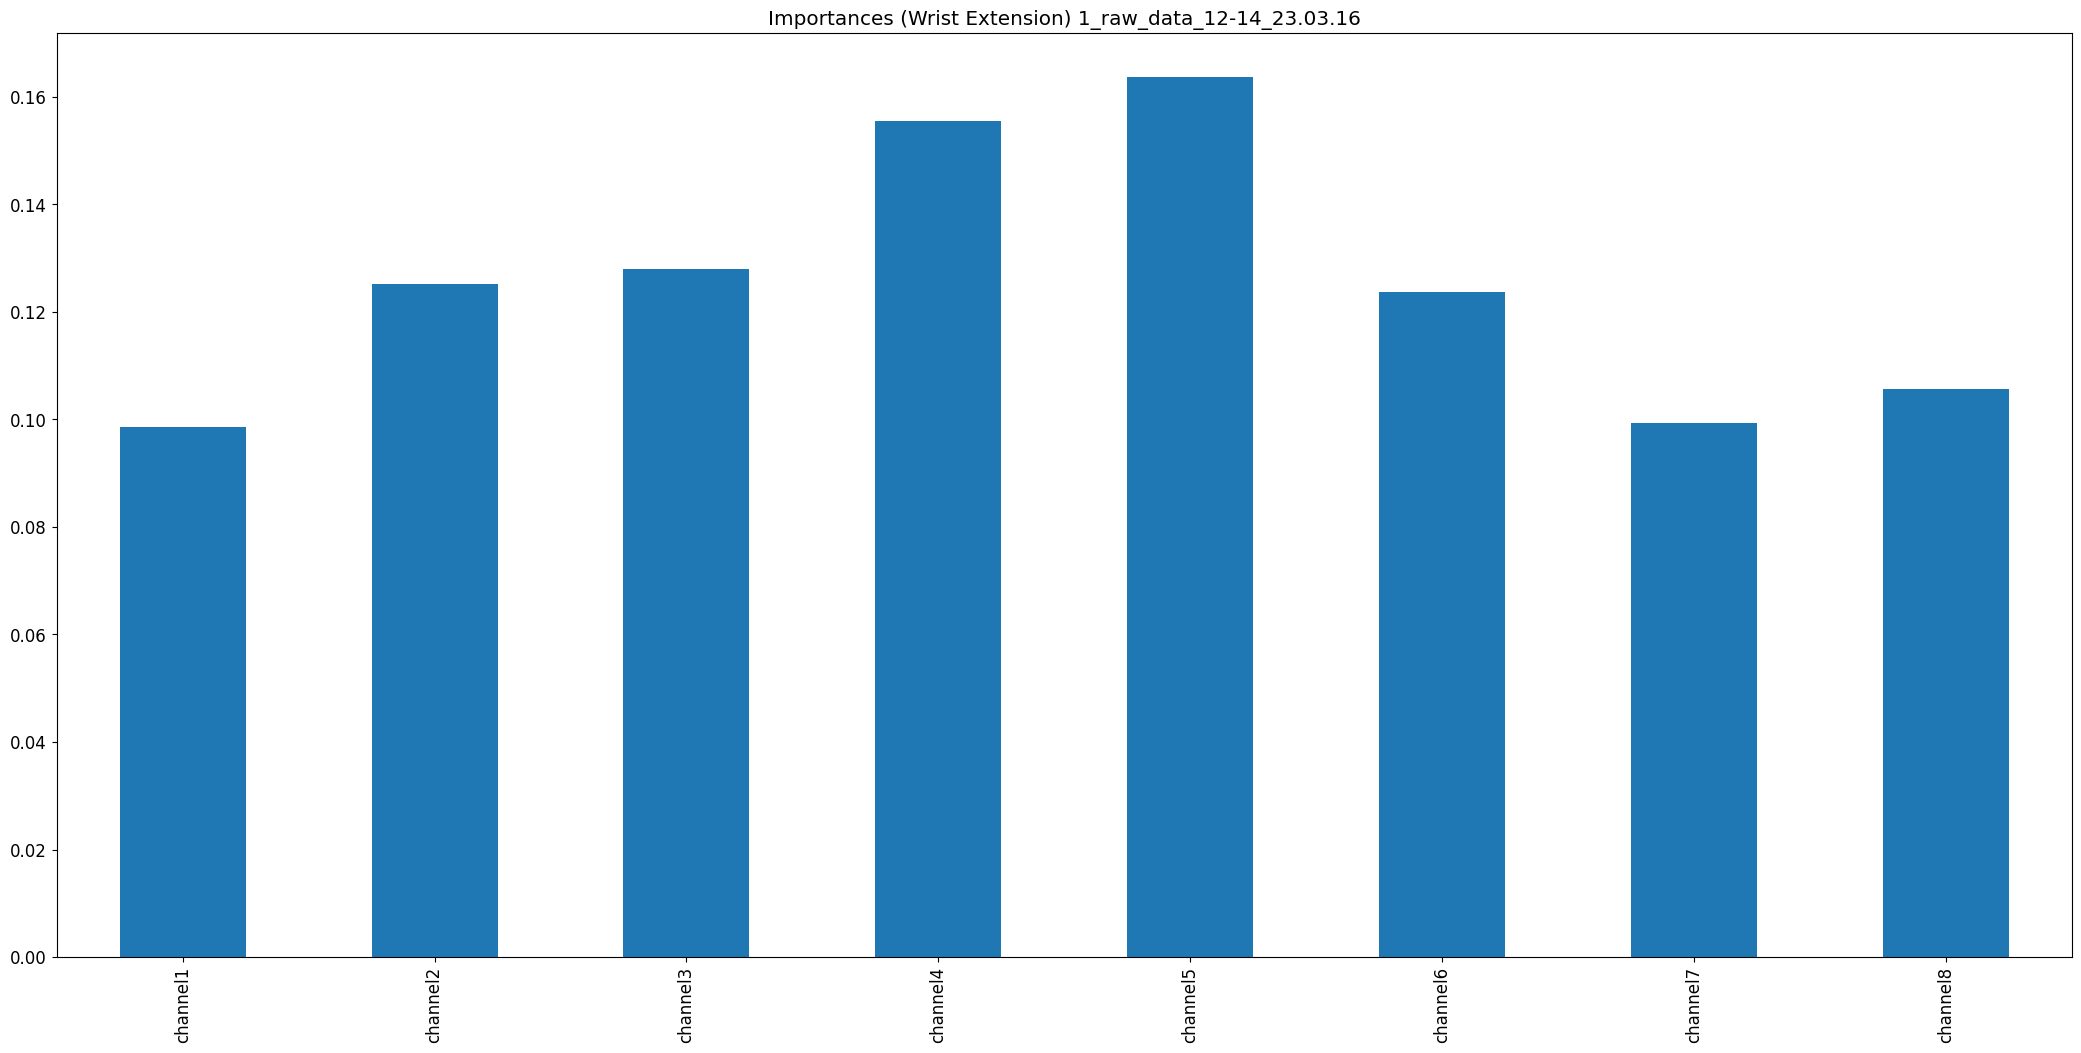 Importances (Wrist Extension) 1_raw_data_12-14_23.03.16
0.16
0.14
0.12
0.10
0.08
0.06
0.04
0.02
0.00
channel1
channel2
channel3
channel4
channel5
channel6
channel7
channel8